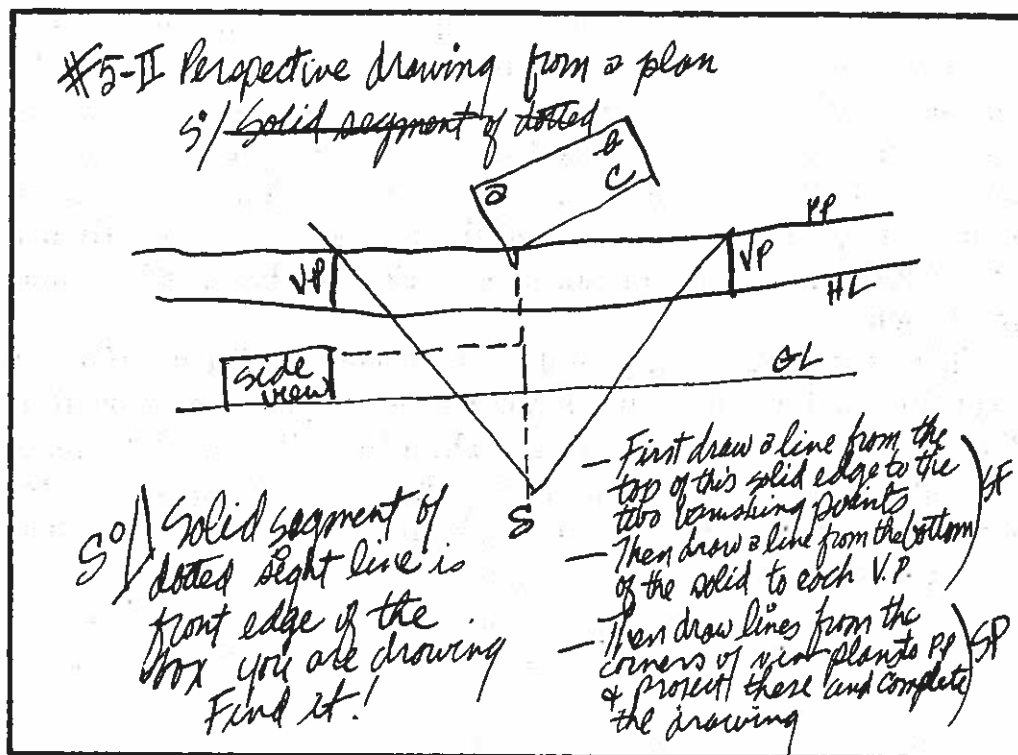 #5-II Perspective drawing from a plan
S%/ Solid segment of dotted
a
b
C
PP
VP
VP
HL
side
view
GL
S
S%/ Solid segment of
dotted sight line is
front edge of the
box you are drawing
Find it!
— First draw a line from the
top of this solid edge to the
two vanishing points
— Then draw a line from the bottom
of the solid to each V.P.
SF
— Then draw lines from the
corners of view plan to PP
& project these and complete
the drawing
SP